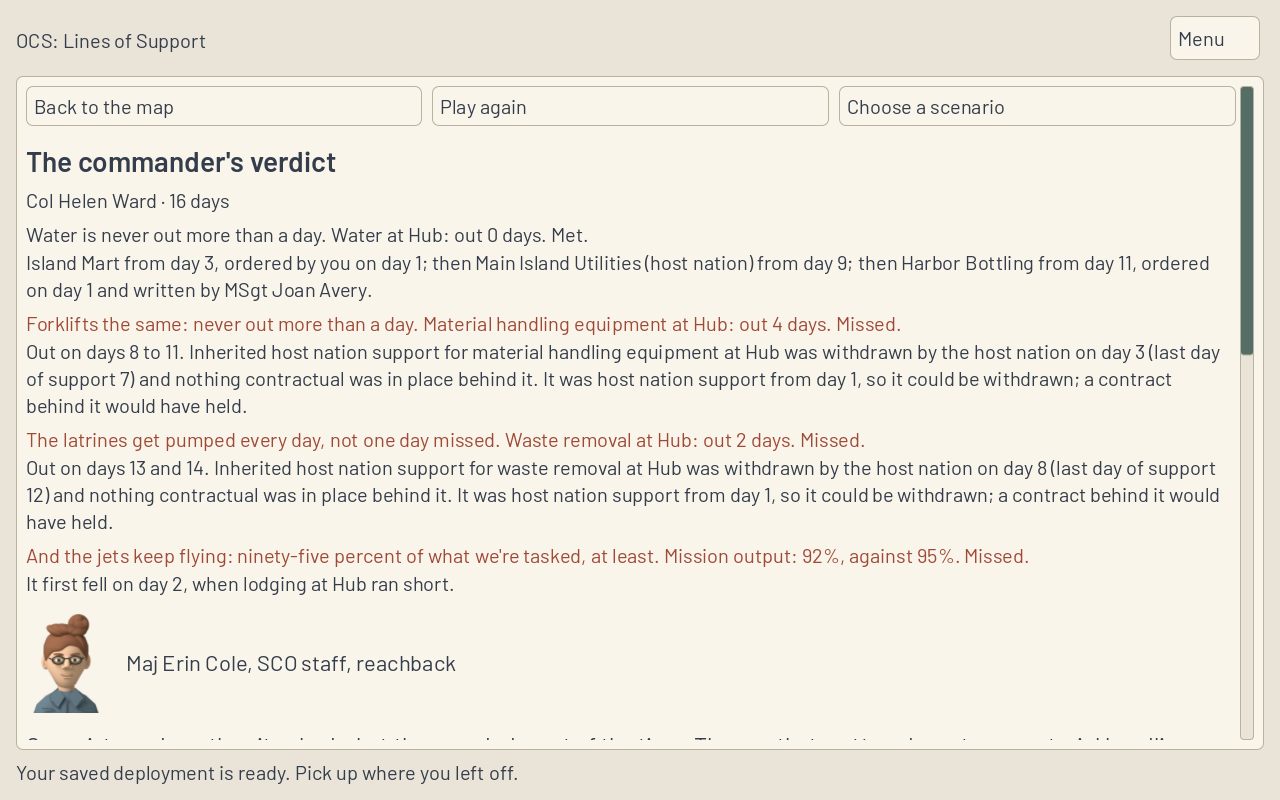 OCS: Lines of Support
Menu
Back to the map
Play again
Choose a scenario
The commander's verdict
Col Helen Ward · 16 days
Water is never out more than a day. Water at Hub: out 0 days. Met.
Island Mart from day 3, ordered by you on day 1; then Main Island Utilities (host nation) from day 9; then Harbor Bottling from day 11, ordered
on day 1 and written by MSgt Joan Avery.
Forklifts the same: never out more than a day. Material handling equipment at Hub: out 4 days. Missed.
Out on days 8 to 11. Inherited host nation support for material handling equipment at Hub was withdrawn by the host nation on day 3 (last day
of support 7) and nothing contractual was in place behind it. It was host nation support from day 1, so it could be withdrawn; a contract
behind it would have held.
The latrines get pumped every day, not one day missed. Waste removal at Hub: out 2 days. Missed.
Out on days 13 and 14. Inherited host nation support for waste removal at Hub was withdrawn by the host nation on day 8 (last day of support
12) and nothing contractual was in place behind it. It was host nation support from day 1, so it could be withdrawn; a contract behind it would
have held.
And the jets keep flying: ninety-five percent of what we're tasked, at least. Mission output: 92%, against 95%. Missed.
It first fell on day 2, when lodging at Hub ran short.
Maj Erin Cole, SCO staff, reachback
Your saved deployment is ready. Pick up where you left off.